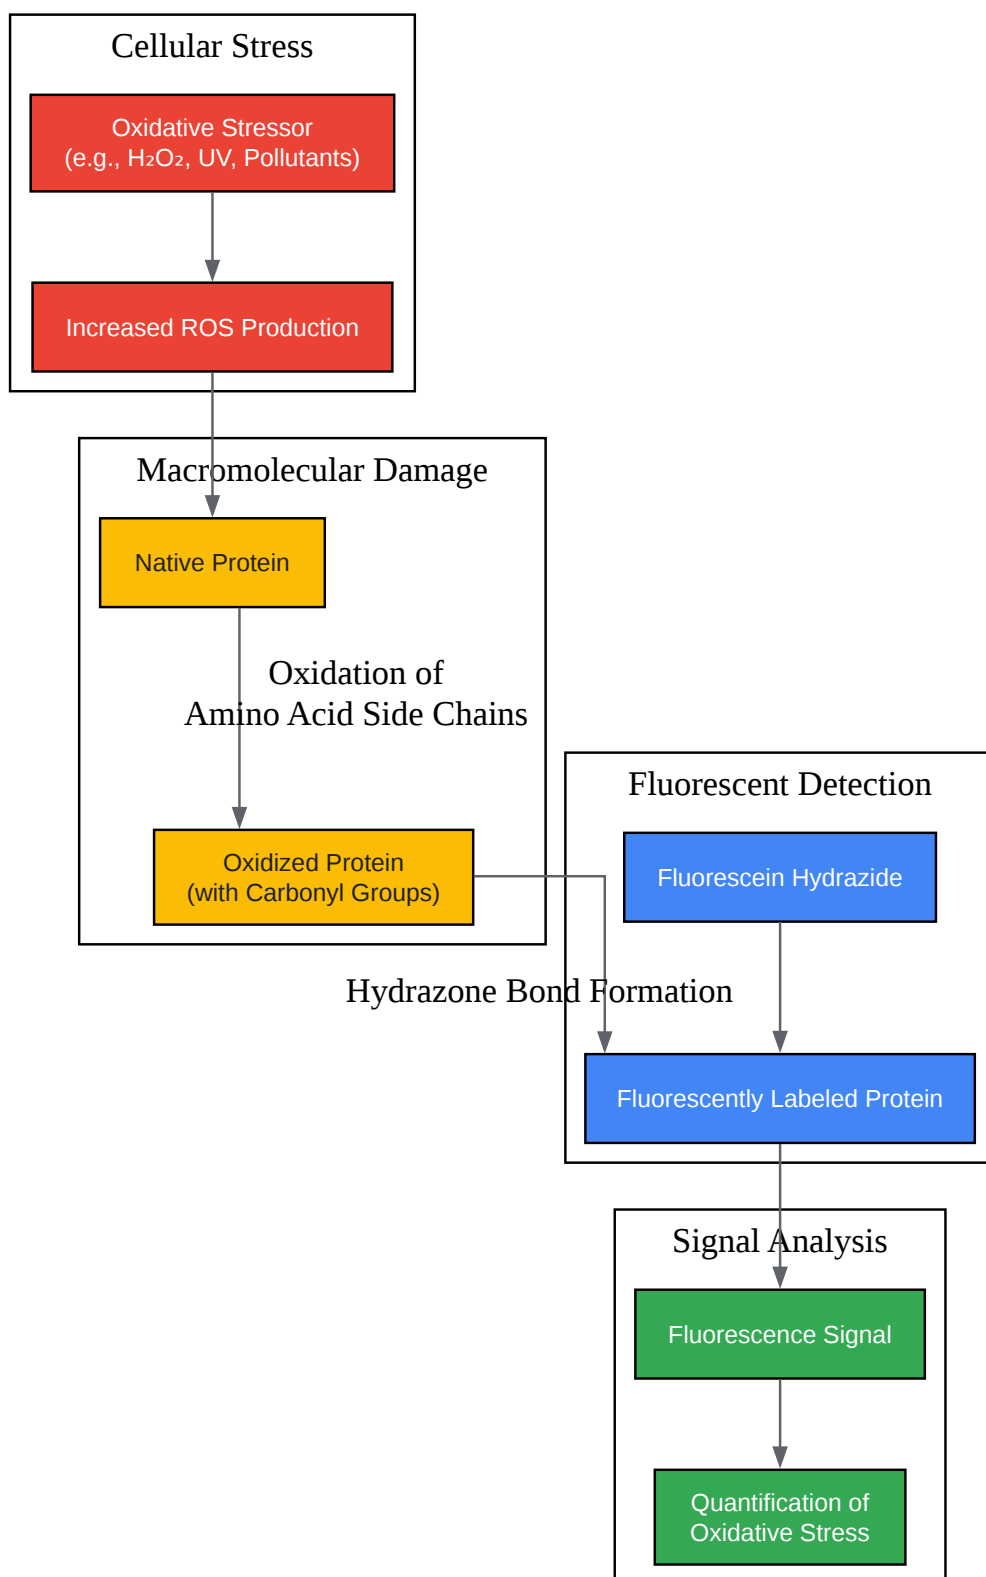 Cellular Stress
Oxidative Stressor
(e.g., H₂O₂, UV, Pollutants)
Increased ROS Production
Macromolecular Damage
Native Protein
Oxidation of
Amino Acid Side Chains
Oxidized Protein
(with Carbonyl Groups)
Fluorescent Detection
Fluorescein Hydrazide
Hydrazone Bond Formation
Fluorescently Labeled Protein
Signal Analysis
Fluorescence Signal
Quantification of
Oxidative Stress